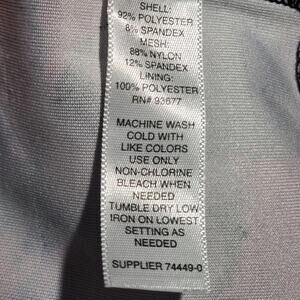 SHELL:
92% POLYESTER
8% SPANDEX
MESH:
88% NYLON
12% SPANDEX
LINING:
100% POLYESTER
RN# 93677
MACHINE WASH
COLD WITH
LIKE COLORS
USE ONLY
NON-CHLORINE
BLEACH WHEN
NEEDED
TUMBLE DRY LOW
IRON ON LOWEST
SETTING AS
NEEDED
SUPPLIER 74449-0